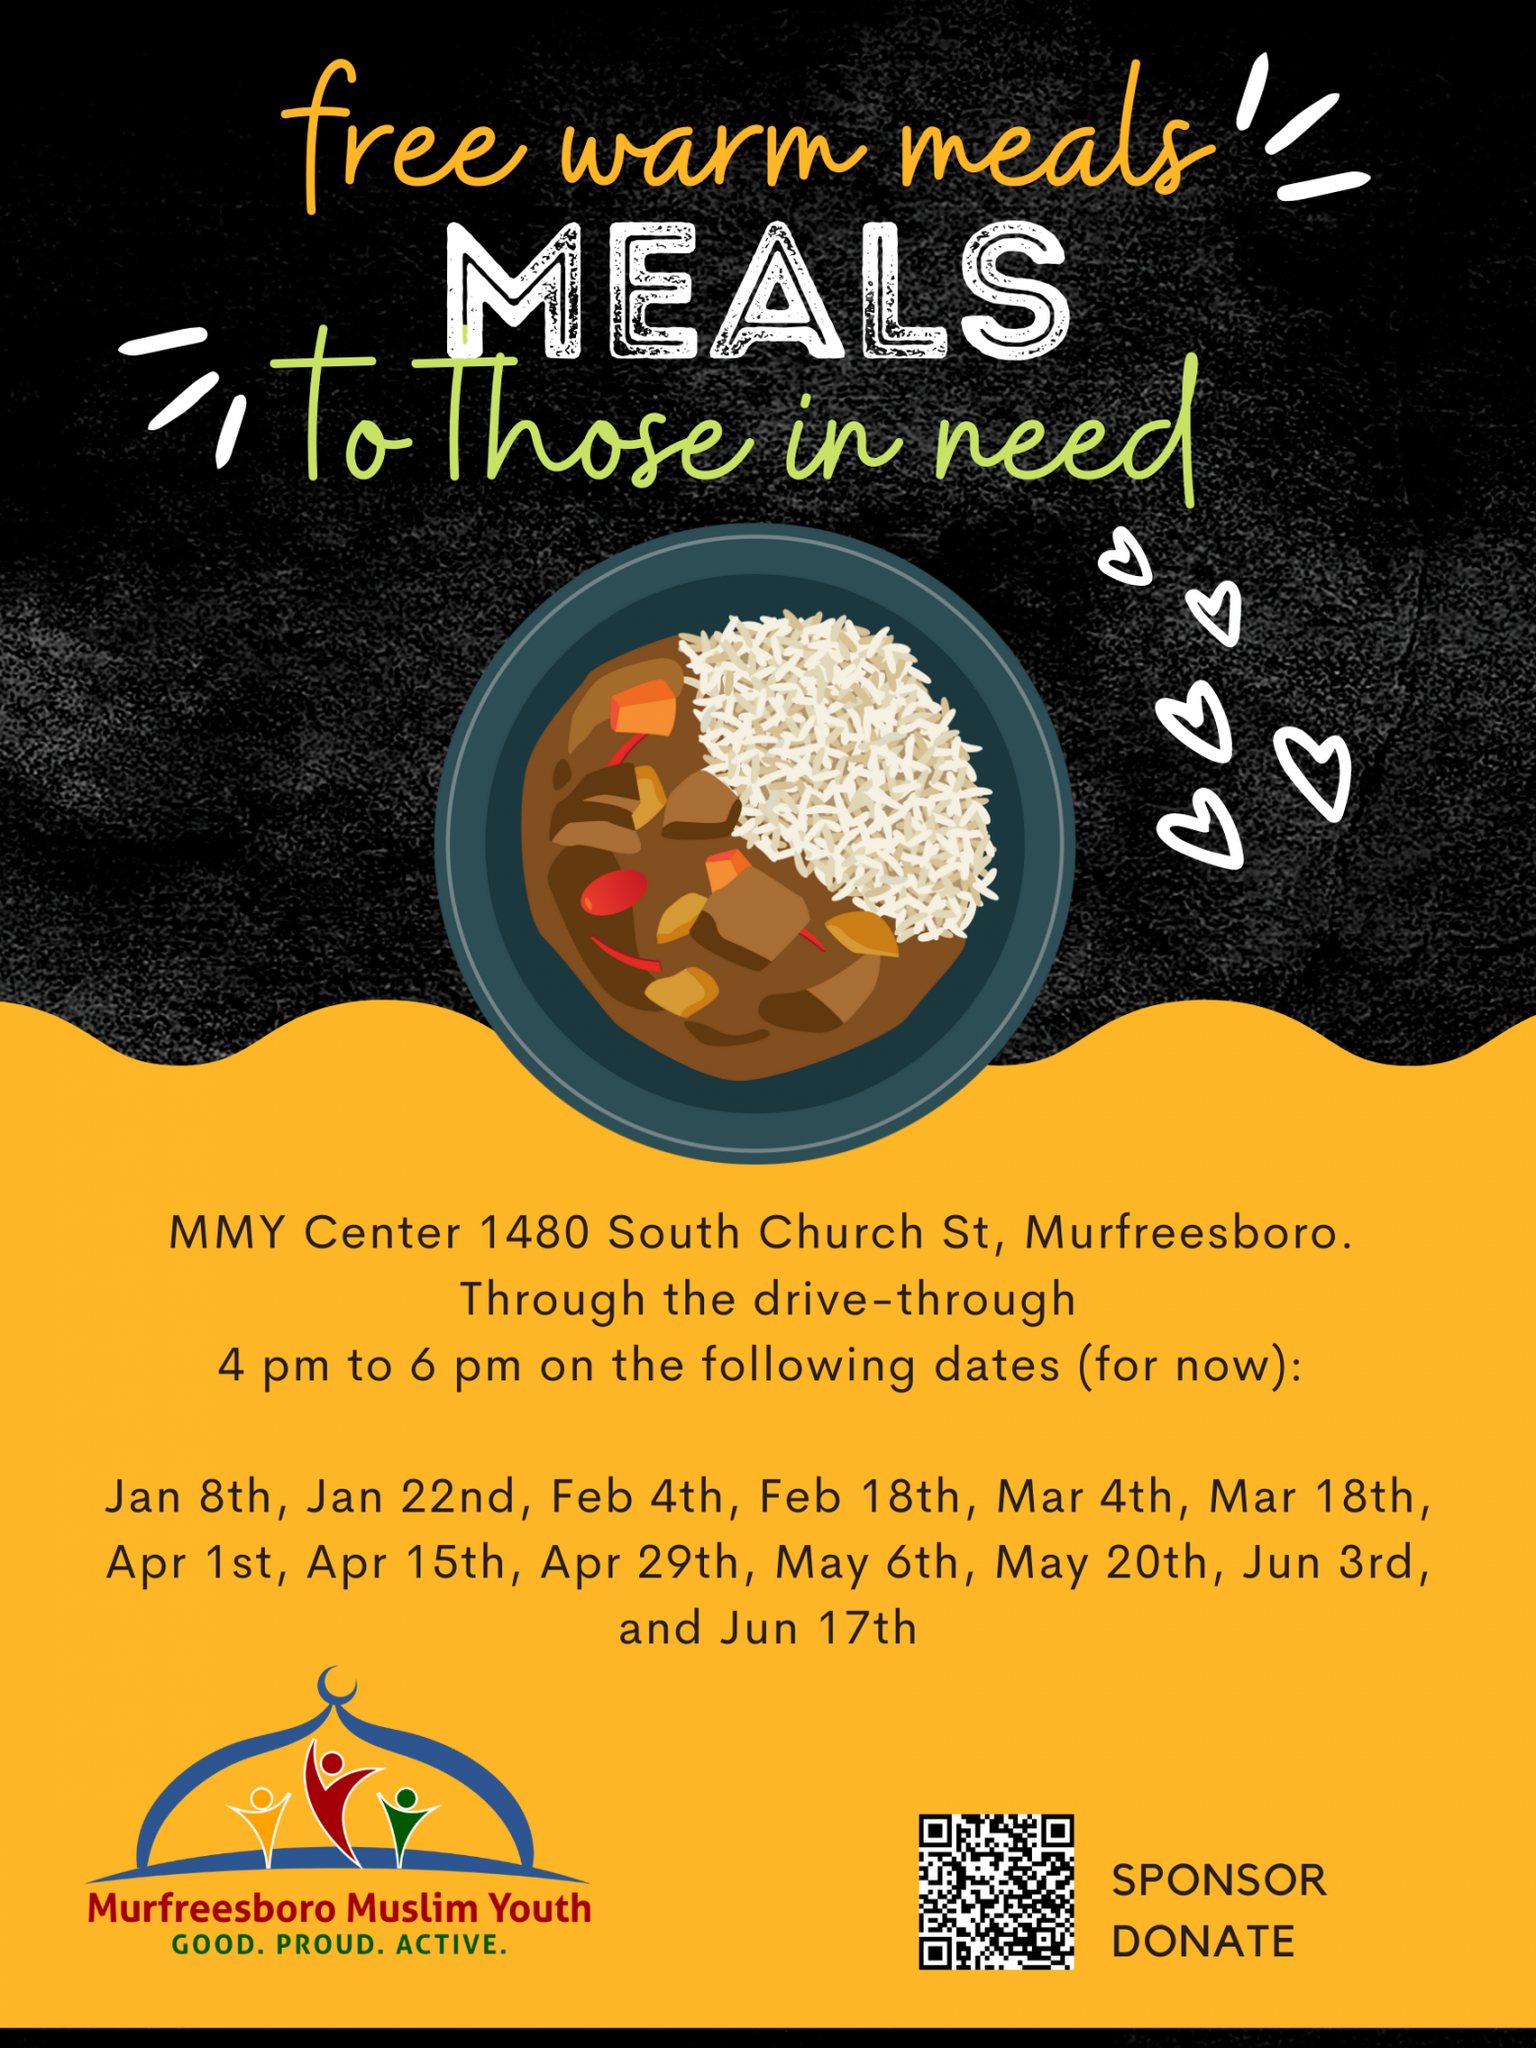 free warm meals
MEALS
to those in need
MMY Center 1480 South Church St, Murfreesboro.
Through the drive-through
4 pm to 6 pm on the following dates (for now):
Jan 8th, Jan 22nd, Feb 4th, Feb 18th, Mar 4th, Mar 18th,
Apr 1st, Apr 15th, Apr 29th, May 6th, May 20th, Jun 3rd,
and Jun 17th
Murfreesboro Muslim Youth
GOOD. PROUD. ACTIVE.
SPONSOR
DONATE